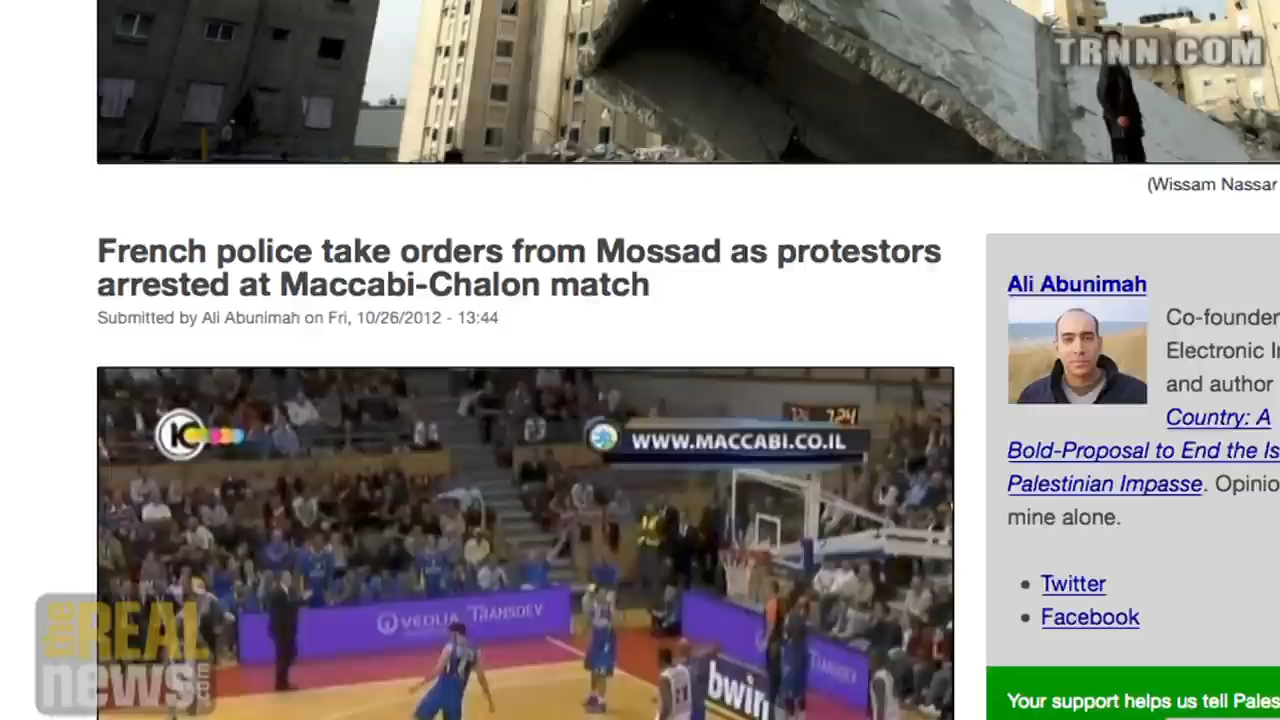 TRNN.COM
(Wissam Nassar
French police take orders from Mossad as protestors
arrested at Maccabi-Chalon match
Submitted by Ali Abunimah on Fri, 10/26/2012 - 13:44
Ali Abunimah
Co-founder
Electronic I
and author
Country: A
Bold-Proposal to End the Is
Palestinian Impasse. Opinio
mine alone.
• Twitter
• Facebook
Your support helps us tell Pales
WWW.MACCABI.CO.IL
7:24
VEOLIA TRANSDEV
TRANSDEV
bwin
the REAL
news.com